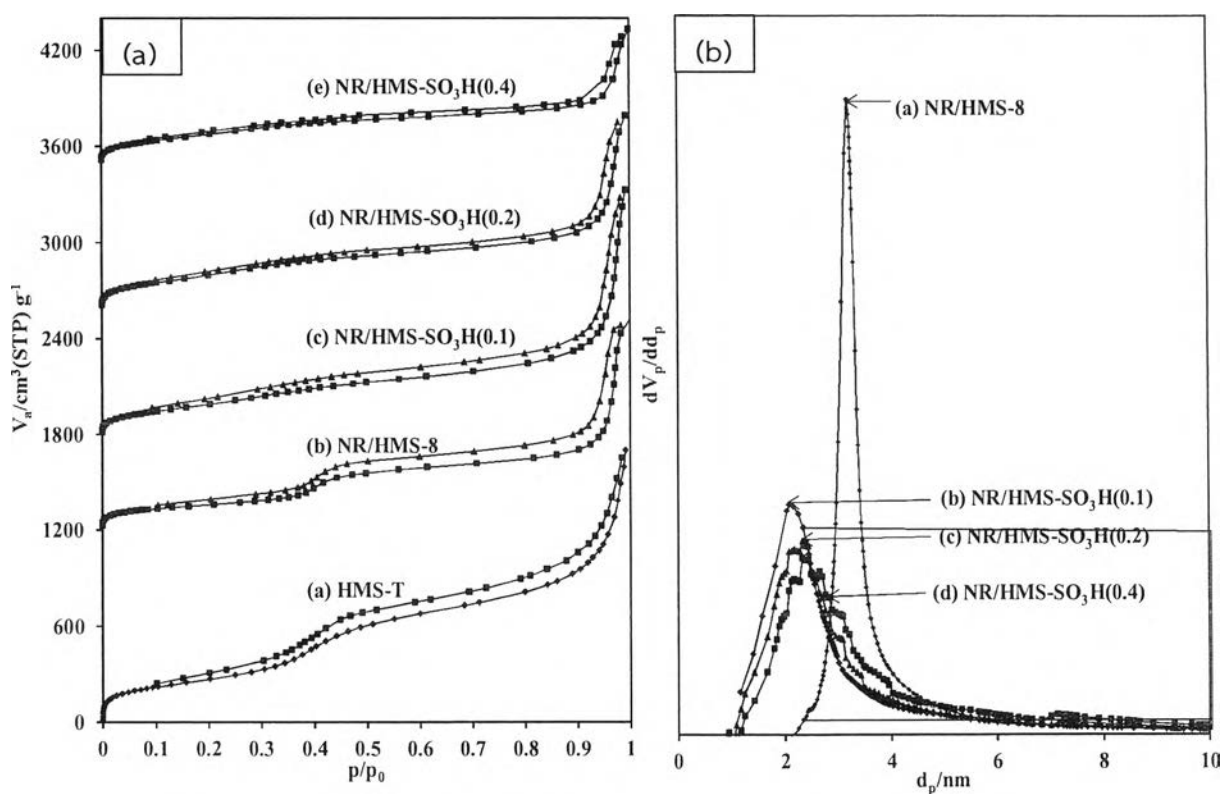 (a)
4200
3600
3000
2400
1800
1200
600
0
Vₐ/cm³(STP) g⁻¹
(e) NR/HMS-SO₃H(0.4)
(d) NR/HMS-SO₃H(0.2)
(c) NR/HMS-SO₃H(0.1)
(b) NR/HMS-8
(a) HMS-T
0 0.1 0.2 0.3 0.4 0.5 0.6 0.7 0.8 0.9 1
p/p₀
(b)
dVₚ/ddₚ
(a) NR/HMS-8
(b) NR/HMS-SO₃H(0.1)
(c) NR/HMS-SO₃H(0.2)
(d) NR/HMS-SO₃H(0.4)
0 2 4 6 8 10
dₚ/nm